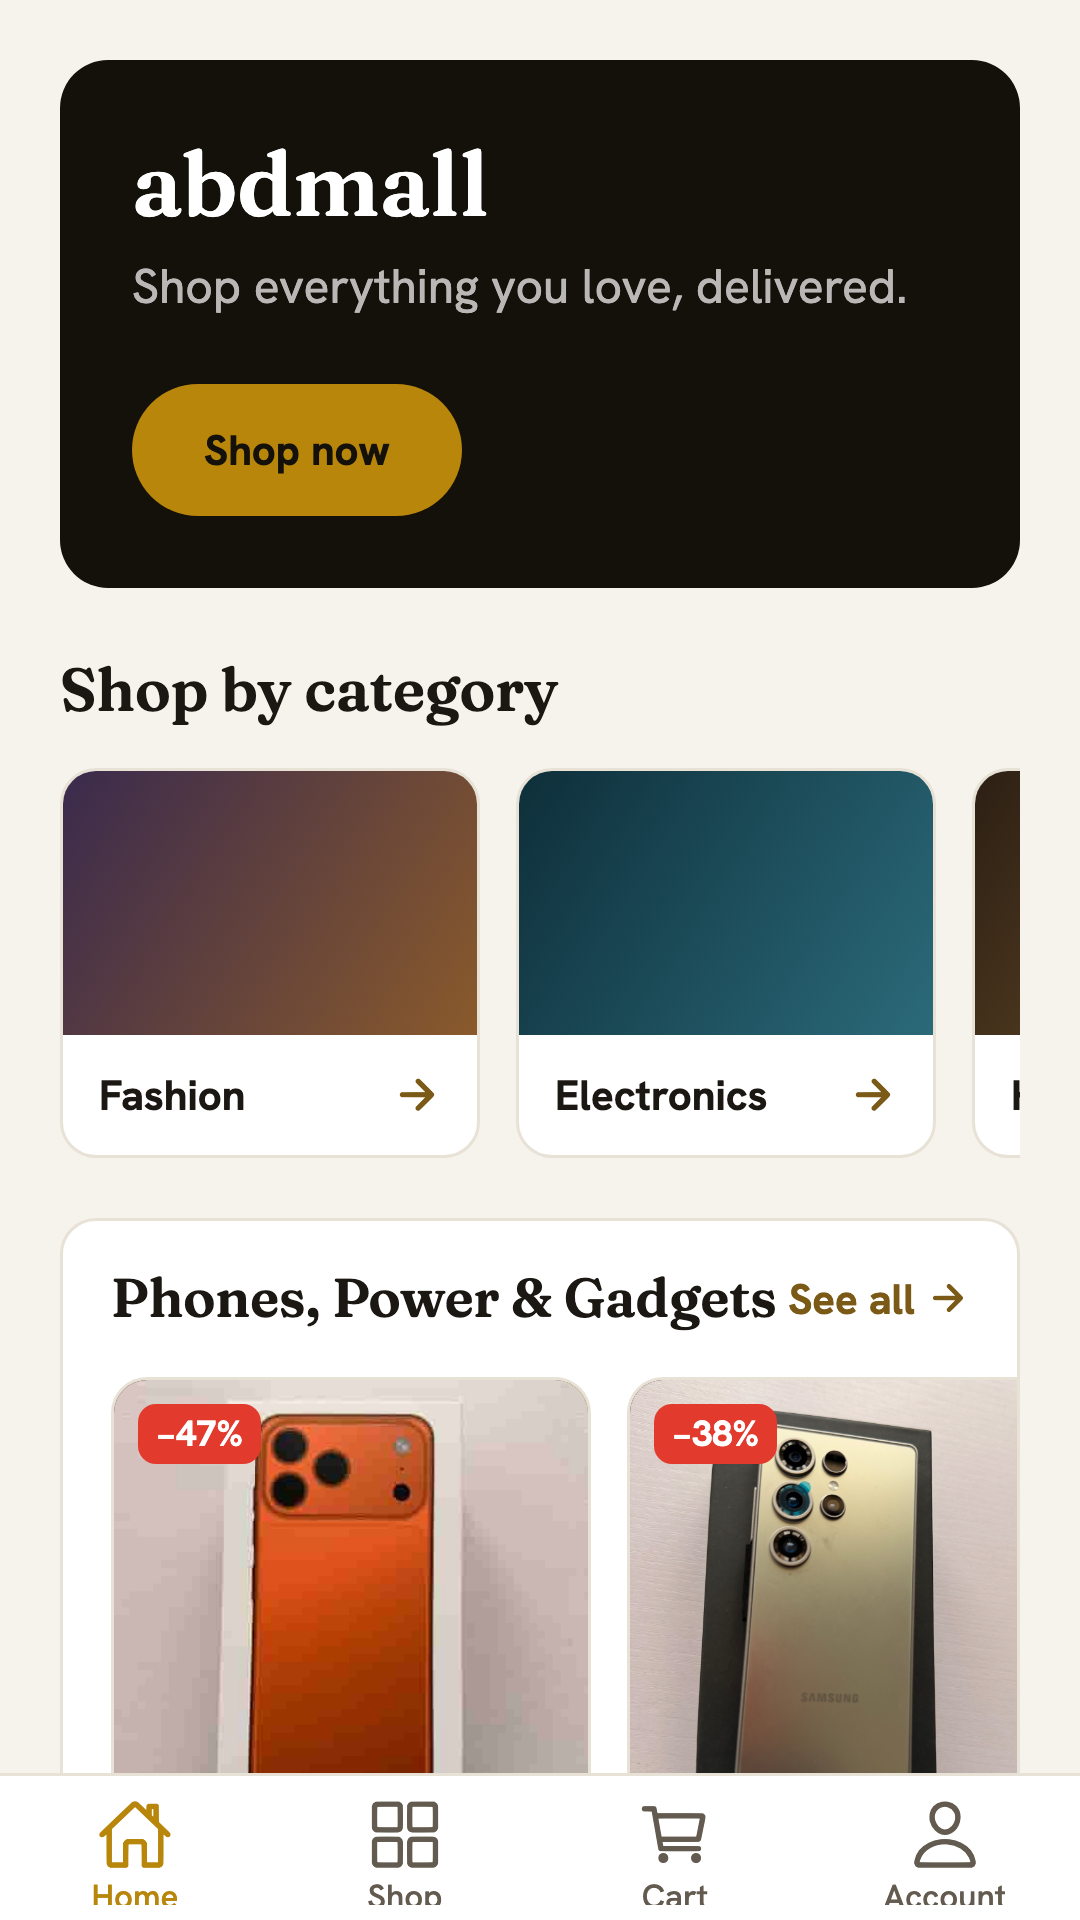 abdmall
Shop everything you love, delivered.
Shop now
Shop by category
Fashion
Electronics
Phones, Power & Gadgets
See all
–47%
–38%
SAMSUNG
Home
Shop
Cart
Account